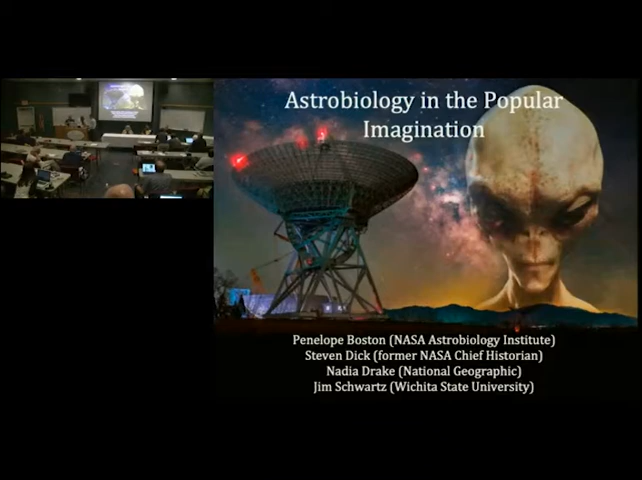 Astrobiology in the Popular
Imagination
Penelope Boston (NASA Astrobiology Institute)
Steven Dick (former NASA Chief Historian)
Nadia Drake (National Geographic)
Jim Schwartz (Wichita State University)